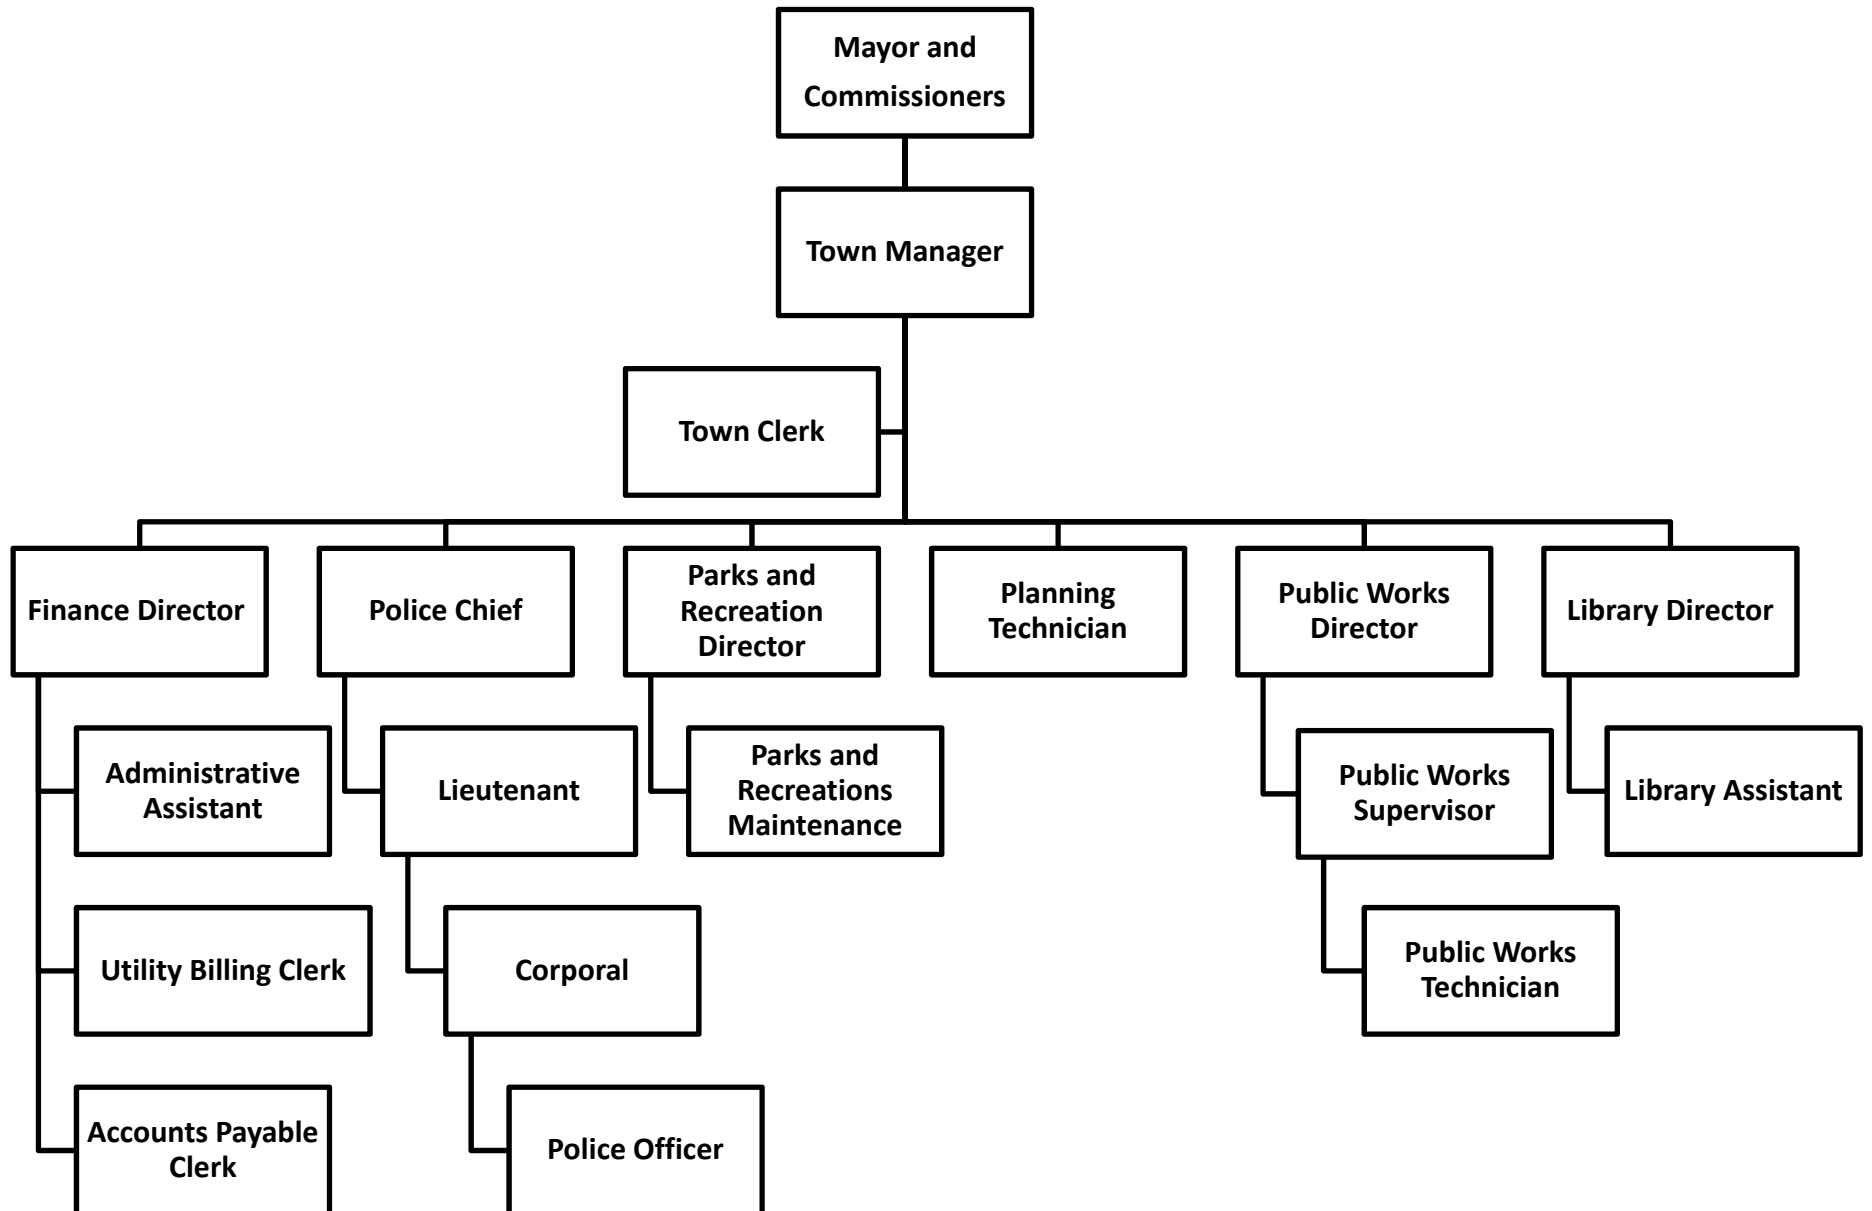 Mayor and
Commissioners
Town Manager
Town Clerk
Finance Director
Police Chief
Parks and
Recreation
Director
Planning
Technician
Public Works
Director
Library Director
Administrative
Assistant
Lieutenant
Parks and
Recreations
Maintenance
Public Works
Supervisor
Library Assistant
Utility Billing Clerk
Corporal
Public Works
Technician
Accounts Payable
Clerk
Police Officer